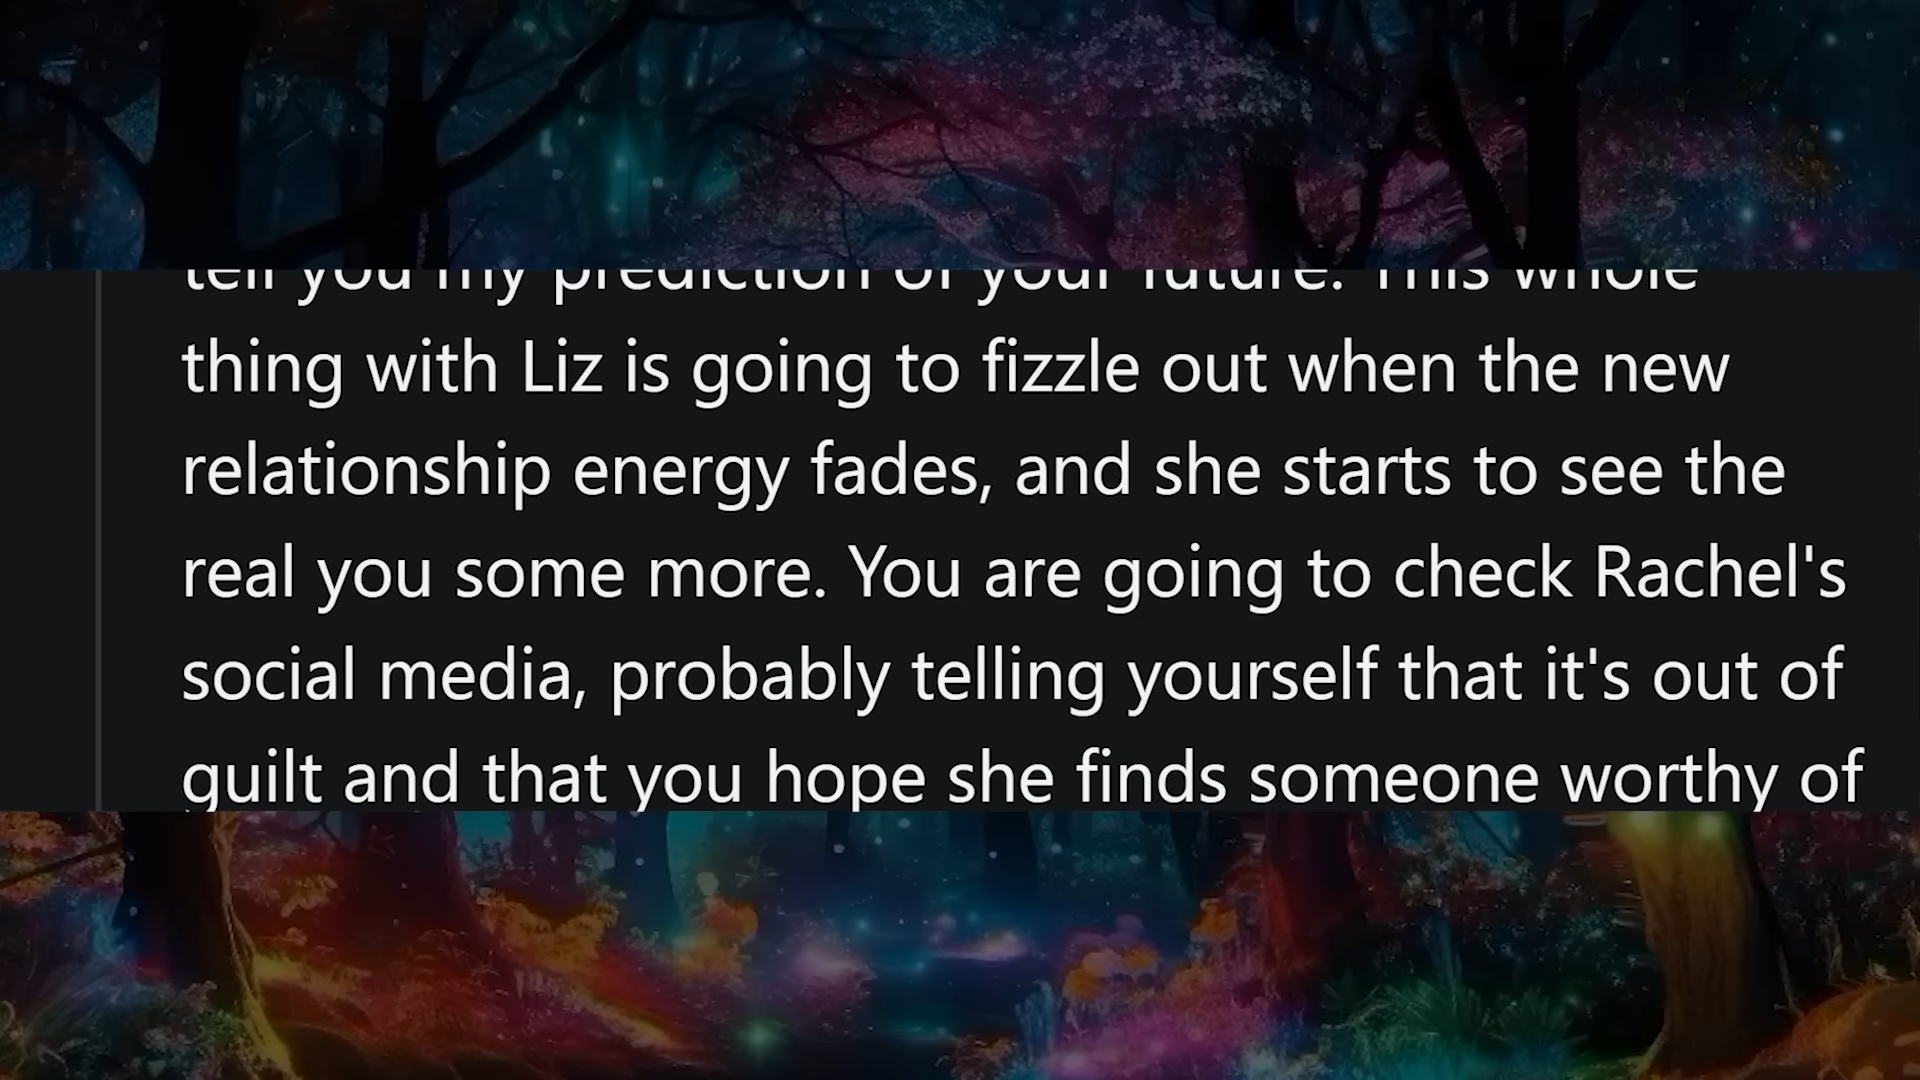 tell you my prediction of your future. This whole
thing with Liz is going to fizzle out when the new
relationship energy fades, and she starts to see the
real you some more. You are going to check Rachel's
social media, probably telling yourself that it's out of
guilt and that you hope she finds someone worthy of